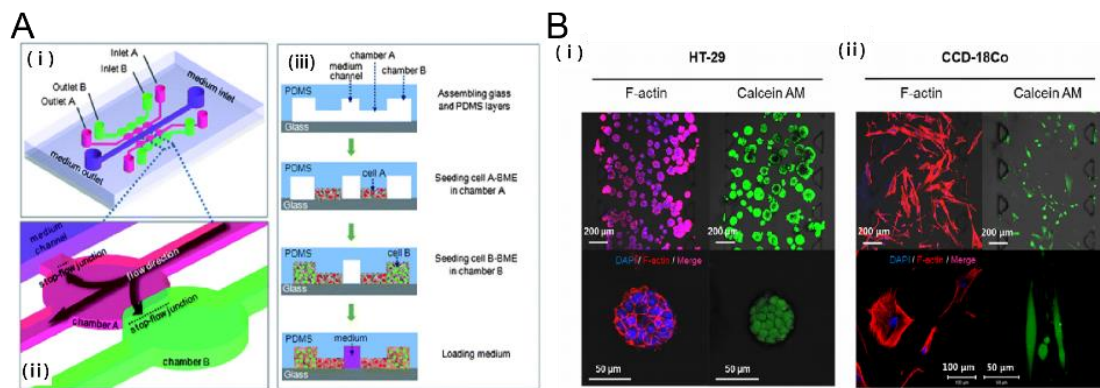 A
(i)
Inlet A
Inlet B
Outlet B
Outlet A
medium inlet
medium outlet
medium
channel
stop-flow junction
flow direction
chamber A
stop-flow junction
chamber B
(ii)
(iii)
chamber A
medium
channel
chamber B
PDMS
Glass
Assembling glass
and PDMS layers
cell A
PDMS
Glass
Seeding cell A-BME
in chamber A
cell B
PDMS
Glass
Seeding cell B-BME
in chamber B
medium
PDMS
Glass
Loading medium
B
(i)
HT-29
F-actin
Calcein AM
200 μm
200 μm
DAPI / F-actin / Merge
50 μm
50 μm
(ii)
CCD-18Co
F-actin
Calcein AM
200 μm
200 μm
DAPI / F-actin / Merge
100 μm
50 μm